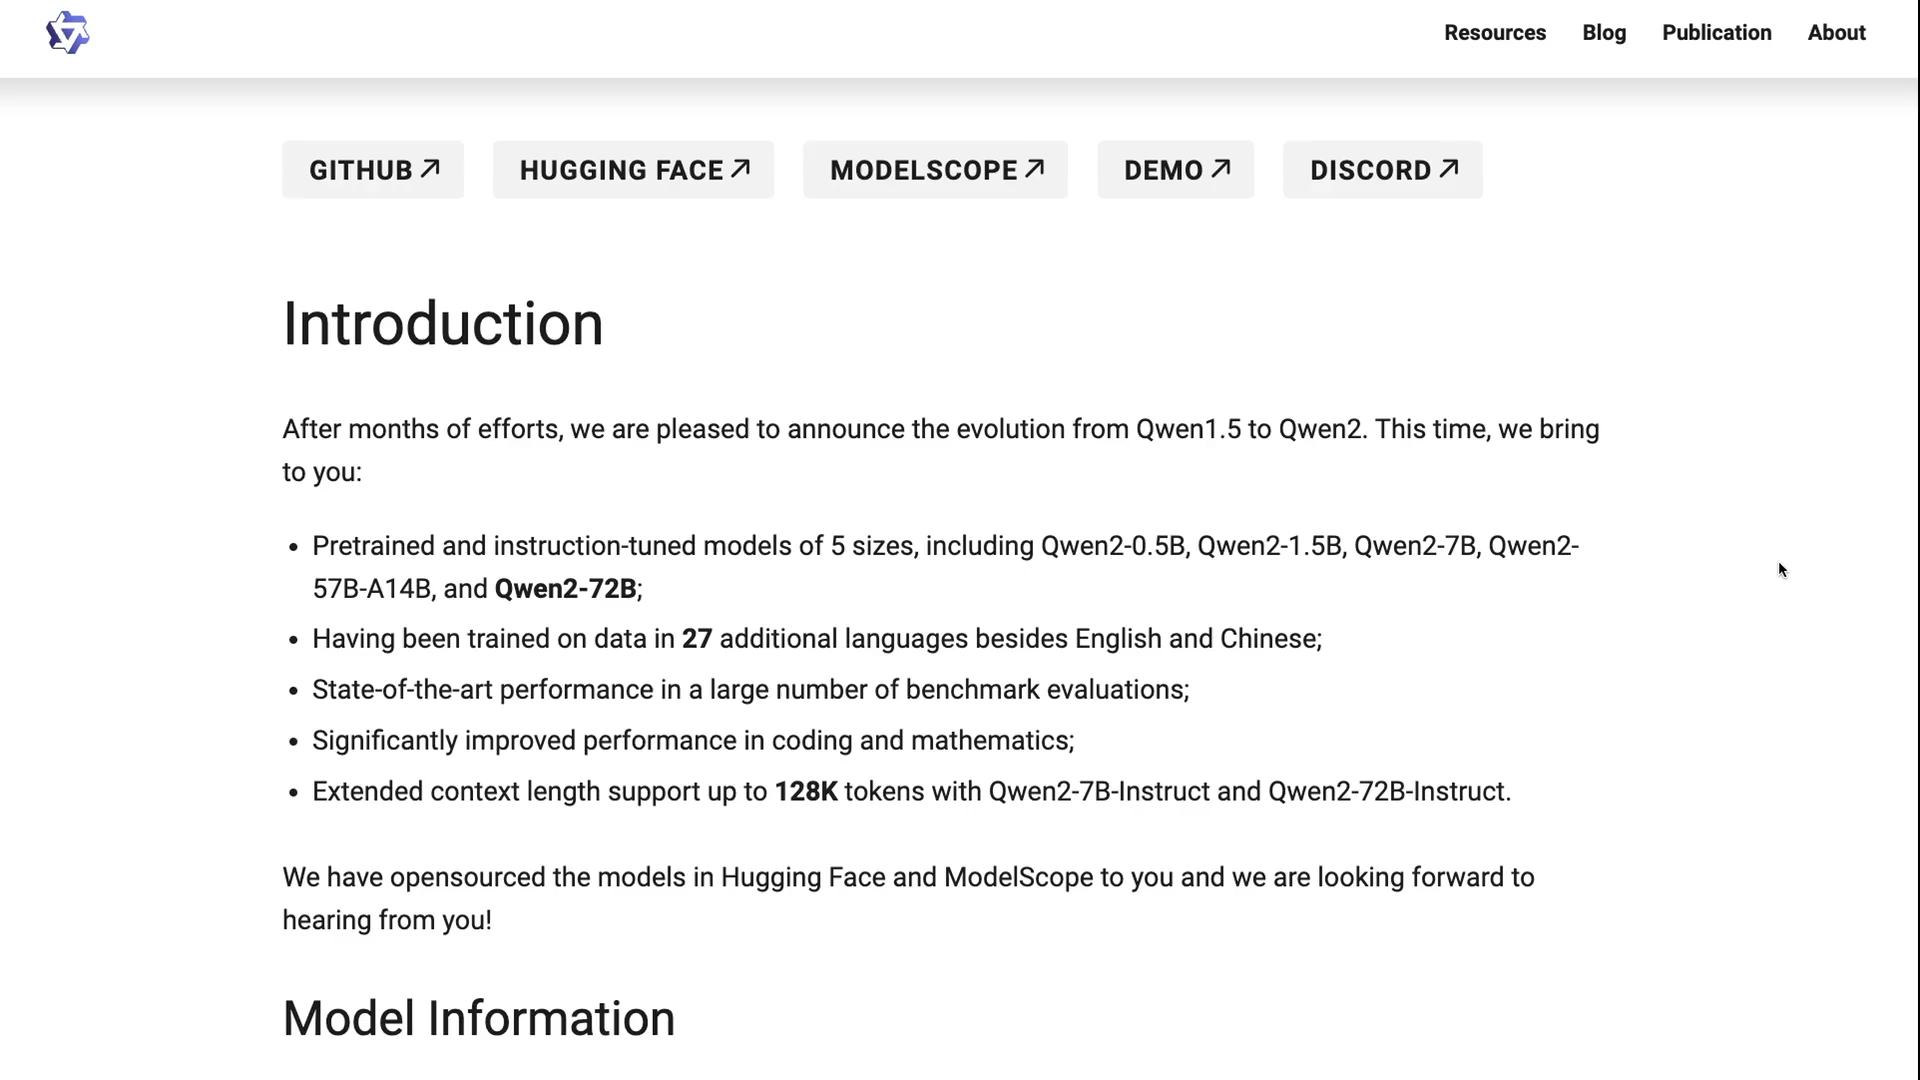 Resources Blog Publication About
GITHUB HUGGING FACE MODELSCOPE DEMO DISCORD
Introduction
After months of efforts, we are pleased to announce the evolution from Qwen1.5 to Qwen2. This time, we bring
to you:
• Pretrained and instruction-tuned models of 5 sizes, including Qwen2-0.5B, Qwen2-1.5B, Qwen2-7B, Qwen2-
57B-A14B, and Qwen2-72B;
• Having been trained on data in 27 additional languages besides English and Chinese;
• State-of-the-art performance in a large number of benchmark evaluations;
• Significantly improved performance in coding and mathematics;
• Extended context length support up to 128K tokens with Qwen2-7B-Instruct and Qwen2-72B-Instruct.
We have opensourced the models in Hugging Face and ModelScope to you and we are looking forward to
hearing from you!
Model Information